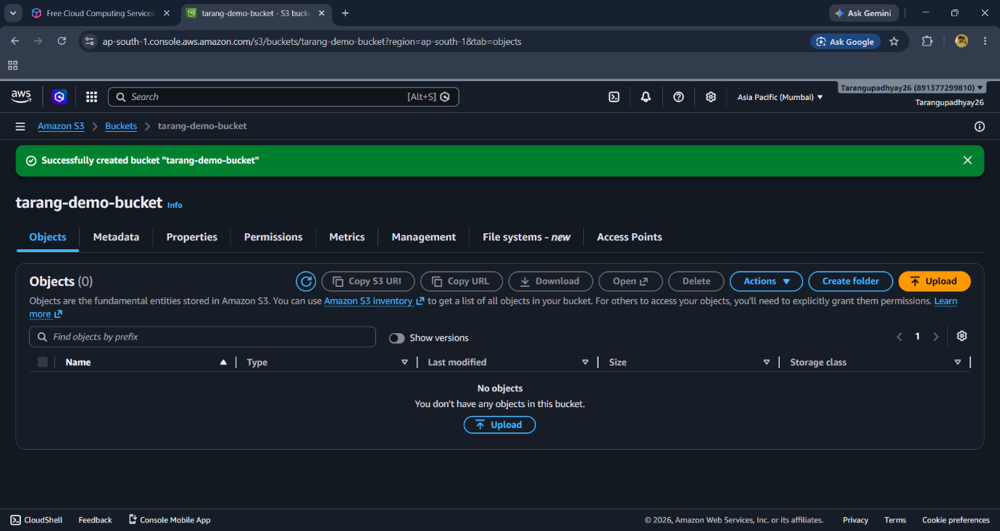 Free Cloud Computing Services
tarang-demo-bucket - S3 buck
Ask Gemini
ap-south-1.console.aws.amazon.com/s3/buckets/tarang-demo-bucket?region=ap-south-1&tab=objects
Ask Google
aws
Search
[Alt+S]
Asia Pacific (Mumbai)
Tarangupadhyay26 (891377299810)
Tarangupadhyay26
Amazon S3 > Buckets > tarang-demo-bucket
Successfully created bucket "tarang-demo-bucket"
tarang-demo-bucket Info
Objects
Metadata
Properties
Permissions
Metrics
Management
File systems - new
Access Points
Objects (0)
Copy S3 URI
Copy URL
Download
Open
Delete
Actions
Create folder
Upload
Objects are the fundamental entities stored in Amazon S3. You can use Amazon S3 inventory to get a list of all objects in your bucket. For others to access your objects, you'll need to explicitly grant them permissions. Learn
more
Find objects by prefix
Show versions
1
Name
Type
Last modified
Size
Storage class
No objects
You don't have any objects in this bucket.
Upload
CloudShell
Feedback
Console Mobile App
© 2026, Amazon Web Services, Inc. or its affiliates.
Privacy
Terms
Cookie preferences